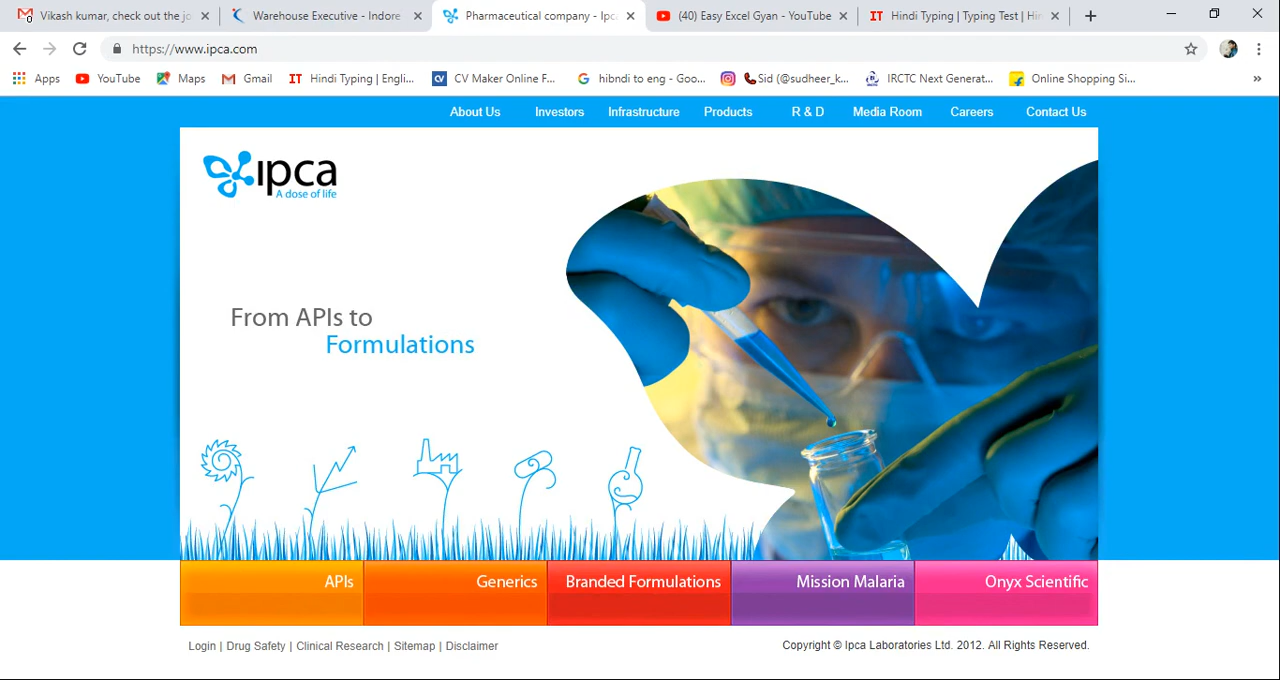 Vikash kumar, check out the jo
Warehouse Executive - Indore
Pharmaceutical company - Ipc
(40) Easy Excel Gyan - YouTube
IT Hindi Typing | Typing Test | Hin
https://www.ipca.com
Apps
YouTube
Maps
Gmail
IT Hindi Typing | Engli...
CV CV Maker Online F...
hibndi to eng - Goo...
Sid (@sudheer_k...
IRCTC Next Generat...
Online Shopping Si...
»
About Us
Investors
Infrastructure
Products
R & D
Media Room
Careers
Contact Us
ipca
A dose of life
From APIs to
Formulations
APIs
Generics
Branded Formulations
Mission Malaria
Onyx Scientific
Login | Drug Safety | Clinical Research | Sitemap | Disclaimer
Copyright © Ipca Laboratories Ltd. 2012. All Rights Reserved.